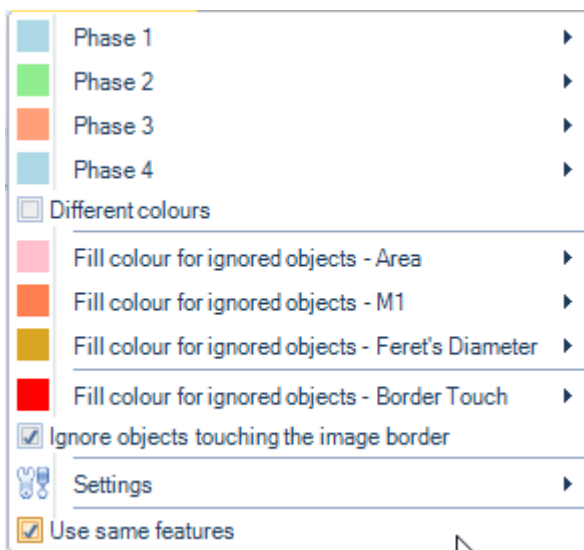 Phase 1
Phase 2
Phase 3
Phase 4
Different colours
Fill colour for ignored objects - Area
Fill colour for ignored objects - M1
Fill colour for ignored objects - Feret's Diameter
Fill colour for ignored objects - Border Touch
Ignore objects touching the image border
Settings
Use same features